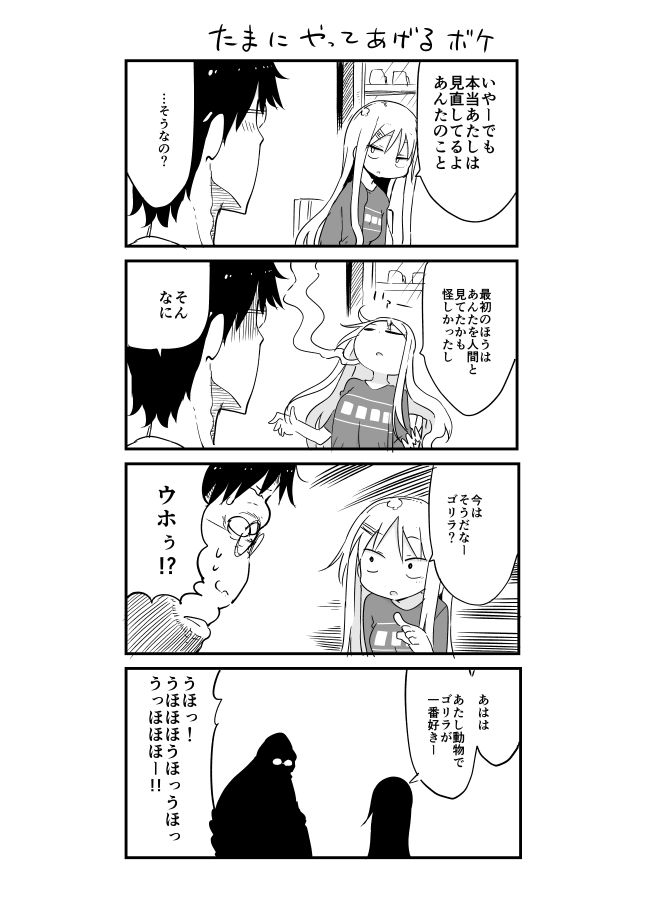 たまにやってあげるボケ
いやーでも
本当あたしは
見直してるよ
あんたのこと
…そうなの?
最初のほうは
あんたを人間と
見てたかも
怪しかったし
そん
なに
今は
そうだなー
ゴリラ?
ウホぅ!?
あはは
あたし動物で
ゴリラが
一番好きー
うほっ!
うほほほうほっうほっ
うっほほほー!!